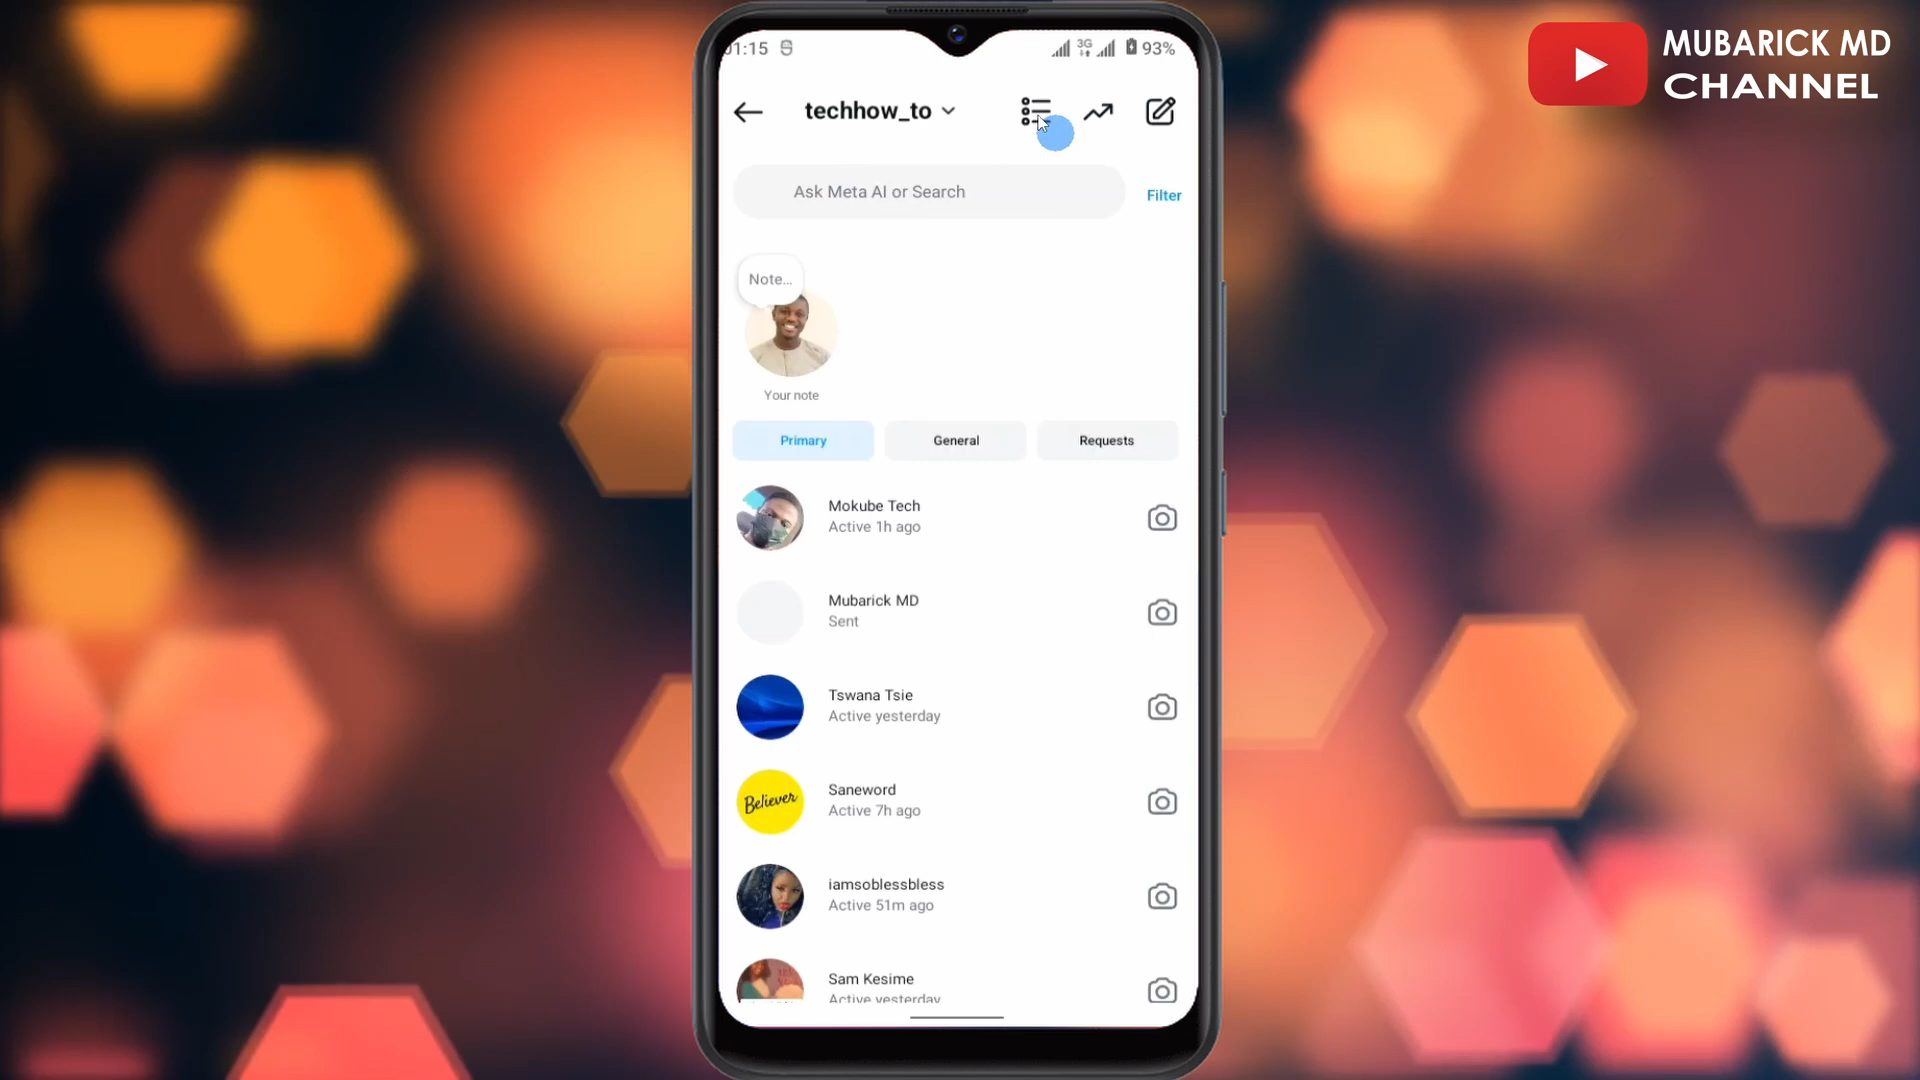 MUBARICK MD
CHANNEL
01:15 3G 93%
techhow_to
Ask Meta AI or Search
Filter
Note...
Your note
Primary General Requests
Mokube Tech
Active 1h ago
Mubarick MD
Sent
Tswana Tsie
Active yesterday
Believer
Saneword
Active 7h ago
iamsoblessbless
Active 51m ago
Sam Kesime
Active yesterday